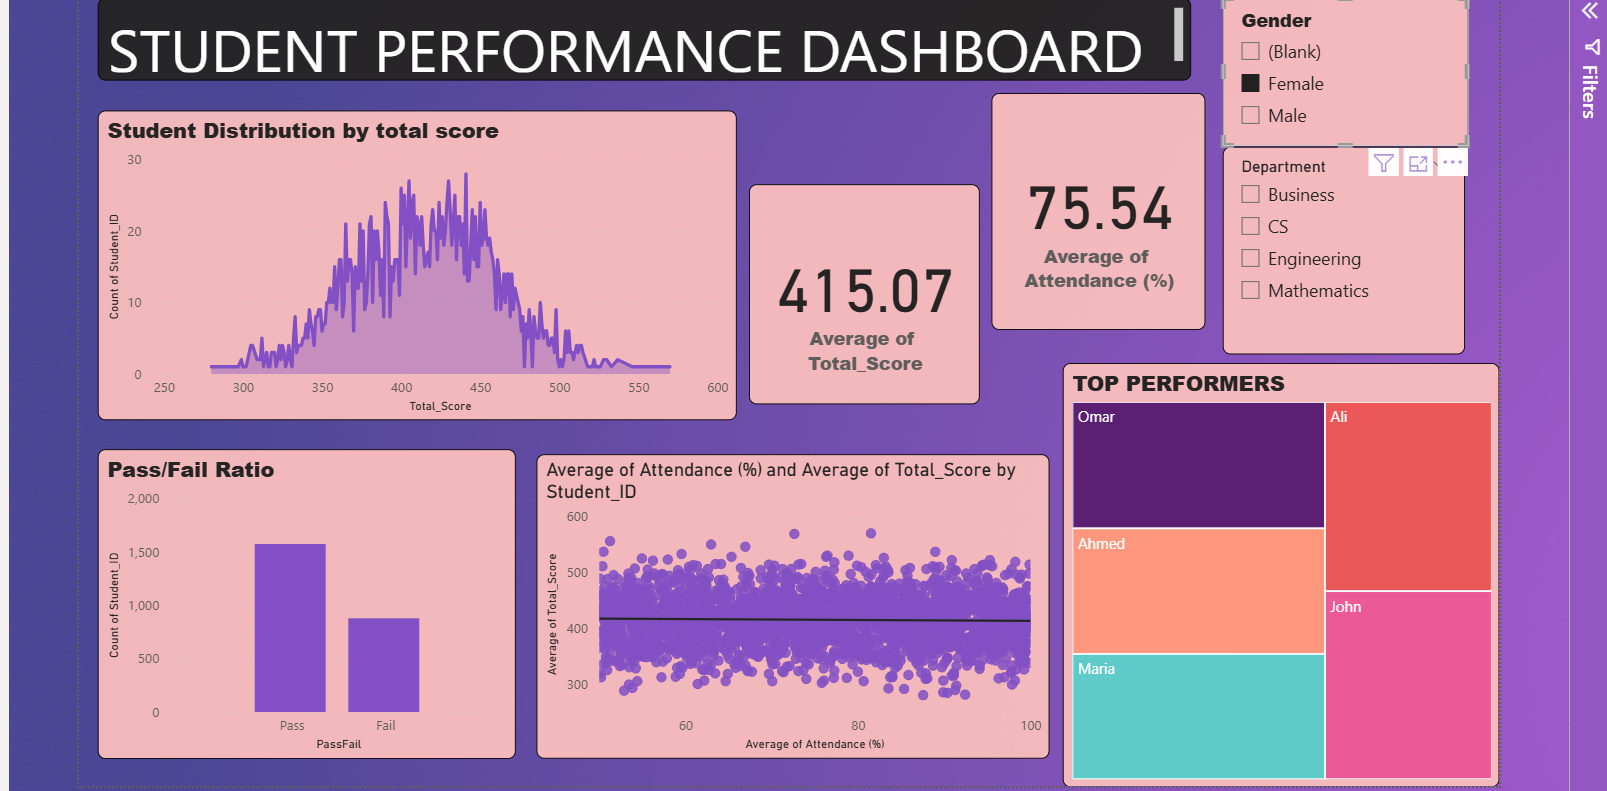 STUDENT PERFORMANCE DASHBOARD
Gender
(Blank)
Female
Male
Filters
Department
Business
CS
Engineering
Mathematics
Student Distribution by total score
Count of Student_ID
30
20
10
0
250 300 350 400 450 500 550 600
Total_Score
415.07
Average of
Total_Score
75.54
Average of
Attendance (%)
Pass/Fail Ratio
Count of Student_ID
2,000
1,500
1,000
500
0
Pass Fail
PassFail
Average of Attendance (%) and Average of Total_Score by
Student_ID
Average of Total_Score
600
500
400
300
60 80 100
Average of Attendance (%)
TOP PERFORMERS
Omar
Ali
Ahmed
John
Maria